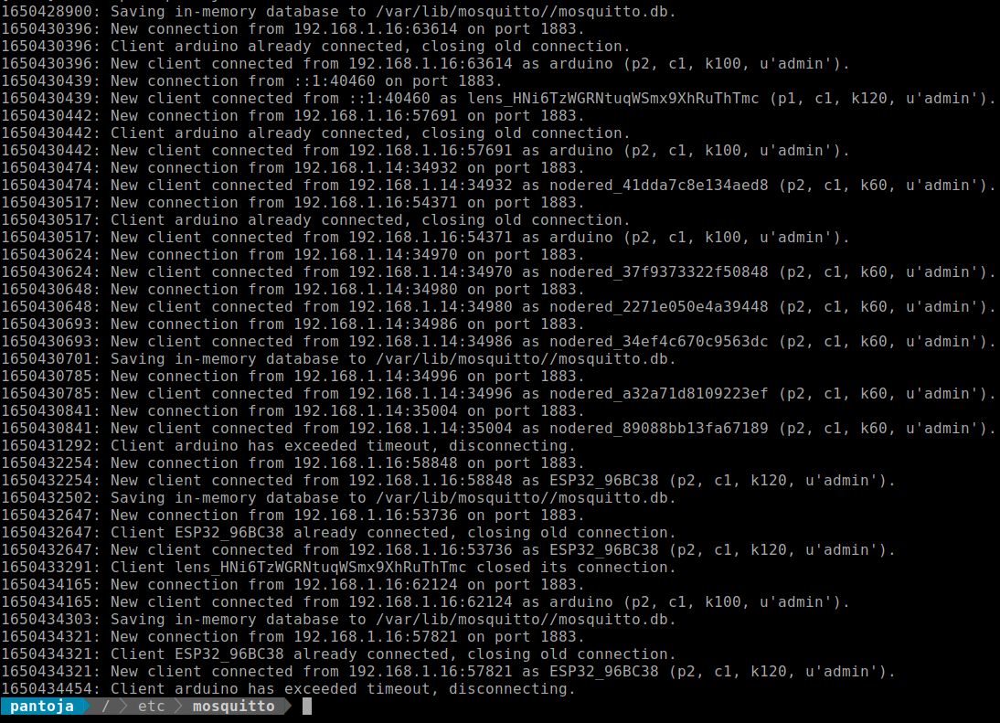 1650428900: Saving in-memory database to /var/lib/mosquitto//mosquitto.db.
1650430396: New connection from 192.168.1.16:63614 on port 1883.
1650430396: Client arduino already connected, closing old connection.
1650430396: New client connected from 192.168.1.16:63614 as arduino (p2, c1, k100, u'admin').
1650430439: New connection from ::1:40460 on port 1883.
1650430439: New client connected from ::1:40460 as lens_HNi6TzWGRNtuqWSmx9XhRuThTmc (p1, c1, k120, u'admin').
1650430442: New connection from 192.168.1.16:57691 on port 1883.
1650430442: Client arduino already connected, closing old connection.
1650430442: New client connected from 192.168.1.16:57691 as arduino (p2, c1, k100, u'admin').
1650430474: New connection from 192.168.1.14:34932 on port 1883.
1650430474: New client connected from 192.168.1.14:34932 as nodered_41dda7c8e134aed8 (p2, c1, k60, u'admin').
1650430517: New connection from 192.168.1.16:54371 on port 1883.
1650430517: Client arduino already connected, closing old connection.
1650430517: New client connected from 192.168.1.16:54371 as arduino (p2, c1, k100, u'admin').
1650430624: New connection from 192.168.1.14:34970 on port 1883.
1650430624: New client connected from 192.168.1.14:34970 as nodered_37f9373322f50848 (p2, c1, k60, u'admin').
1650430648: New connection from 192.168.1.14:34980 on port 1883.
1650430648: New client connected from 192.168.1.14:34980 as nodered_2271e050e4a39448 (p2, c1, k60, u'admin').
1650430693: New connection from 192.168.1.14:34986 on port 1883.
1650430693: New client connected from 192.168.1.14:34986 as nodered_34ef4c670c9563dc (p2, c1, k60, u'admin').
1650430701: Saving in-memory database to /var/lib/mosquitto//mosquitto.db.
1650430785: New connection from 192.168.1.14:34996 on port 1883.
1650430785: New client connected from 192.168.1.14:34996 as nodered_a32a71d8109223ef (p2, c1, k60, u'admin').
1650430841: New connection from 192.168.1.14:35004 on port 1883.
1650430841: New client connected from 192.168.1.14:35004 as nodered_89088bb13fa67189 (p2, c1, k60, u'admin').
1650431292: Client arduino has exceeded timeout, disconnecting.
1650432254: New connection from 192.168.1.16:58848 on port 1883.
1650432254: New client connected from 192.168.1.16:58848 as ESP32_96BC38 (p2, c1, k120, u'admin').
1650432502: Saving in-memory database to /var/lib/mosquitto//mosquitto.db.
1650432647: New connection from 192.168.1.16:53736 on port 1883.
1650432647: Client ESP32_96BC38 already connected, closing old connection.
1650432647: New client connected from 192.168.1.16:53736 as ESP32_96BC38 (p2, c1, k120, u'admin').
1650433291: Client lens_HNi6TzWGRNtuqWSmx9XhRuThTmc closed its connection.
1650434165: New connection from 192.168.1.16:62124 on port 1883.
1650434165: New client connected from 192.168.1.16:62124 as arduino (p2, c1, k100, u'admin').
1650434303: Saving in-memory database to /var/lib/mosquitto//mosquitto.db.
1650434321: New connection from 192.168.1.16:57821 on port 1883.
1650434321: Client ESP32_96BC38 already connected, closing old connection.
1650434321: New client connected from 192.168.1.16:57821 as ESP32_96BC38 (p2, c1, k120, u'admin').
1650434454: Client arduino has exceeded timeout, disconnecting.
pantoja / etc mosquitto